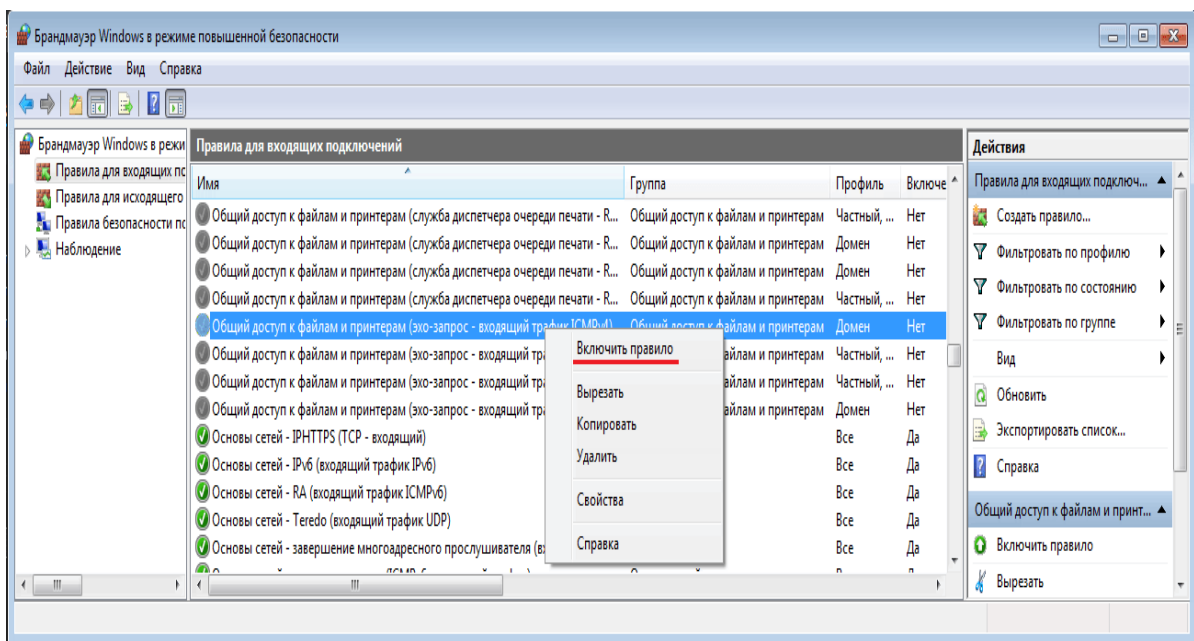 Брандмауэр Windows в режиме повышенной безопасности
Файл Действие Вид Справка
Брандмауэр Windows в режи
Правила для входящих пс
Правила для исходящего
Правила безопасности пс
Наблюдение
Правила для входящих подключений
Имя Группа Профиль Включе
Общий доступ к файлам и принтерам (служба диспетчера очереди печати - R... Общий доступ к файлам и принтерам Частный, ... Нет
Общий доступ к файлам и принтерам (служба диспетчера очереди печати - R... Общий доступ к файлам и принтерам Домен Нет
Общий доступ к файлам и принтерам (служба диспетчера очереди печати - R... Общий доступ к файлам и принтерам Домен Нет
Общий доступ к файлам и принтерам (служба диспетчера очереди печати - R... Общий доступ к файлам и принтерам Частный, ... Нет
Общий доступ к файлам и принтерам (эхо-запрос - входящий трафик ICMPv4) Общий доступ к файлам и принтерам Домен Нет
Общий доступ к файлам и принтерам (эхо-запрос - входящий тра айлам и принтерам Частный, ... Нет
Общий доступ к файлам и принтерам (эхо-запрос - входящий тра айлам и принтерам Частный, ... Нет
Общий доступ к файлам и принтерам (эхо-запрос - входящий тра айлам и принтерам Домен Нет
Основы сетей - IPHTTPS (TCP - входящий) Все Да
Основы сетей - IPv6 (входящий трафик IPv6) Все Да
Основы сетей - RA (входящий трафик ICMPv6) Все Да
Основы сетей - Teredo (входящий трафик UDP) Все Да
Основы сетей - завершение многоадресного прослушивателя (в Все Да
Включить правило
Вырезать
Копировать
Удалить
Свойства
Справка
Действия
Правила для входящих подключ...
Создать правило...
Фильтровать по профилю
Фильтровать по состоянию
Фильтровать по группе
Вид
Обновить
Экспортировать список...
Справка
Общий доступ к файлам и принт...
Включить правило
Вырезать